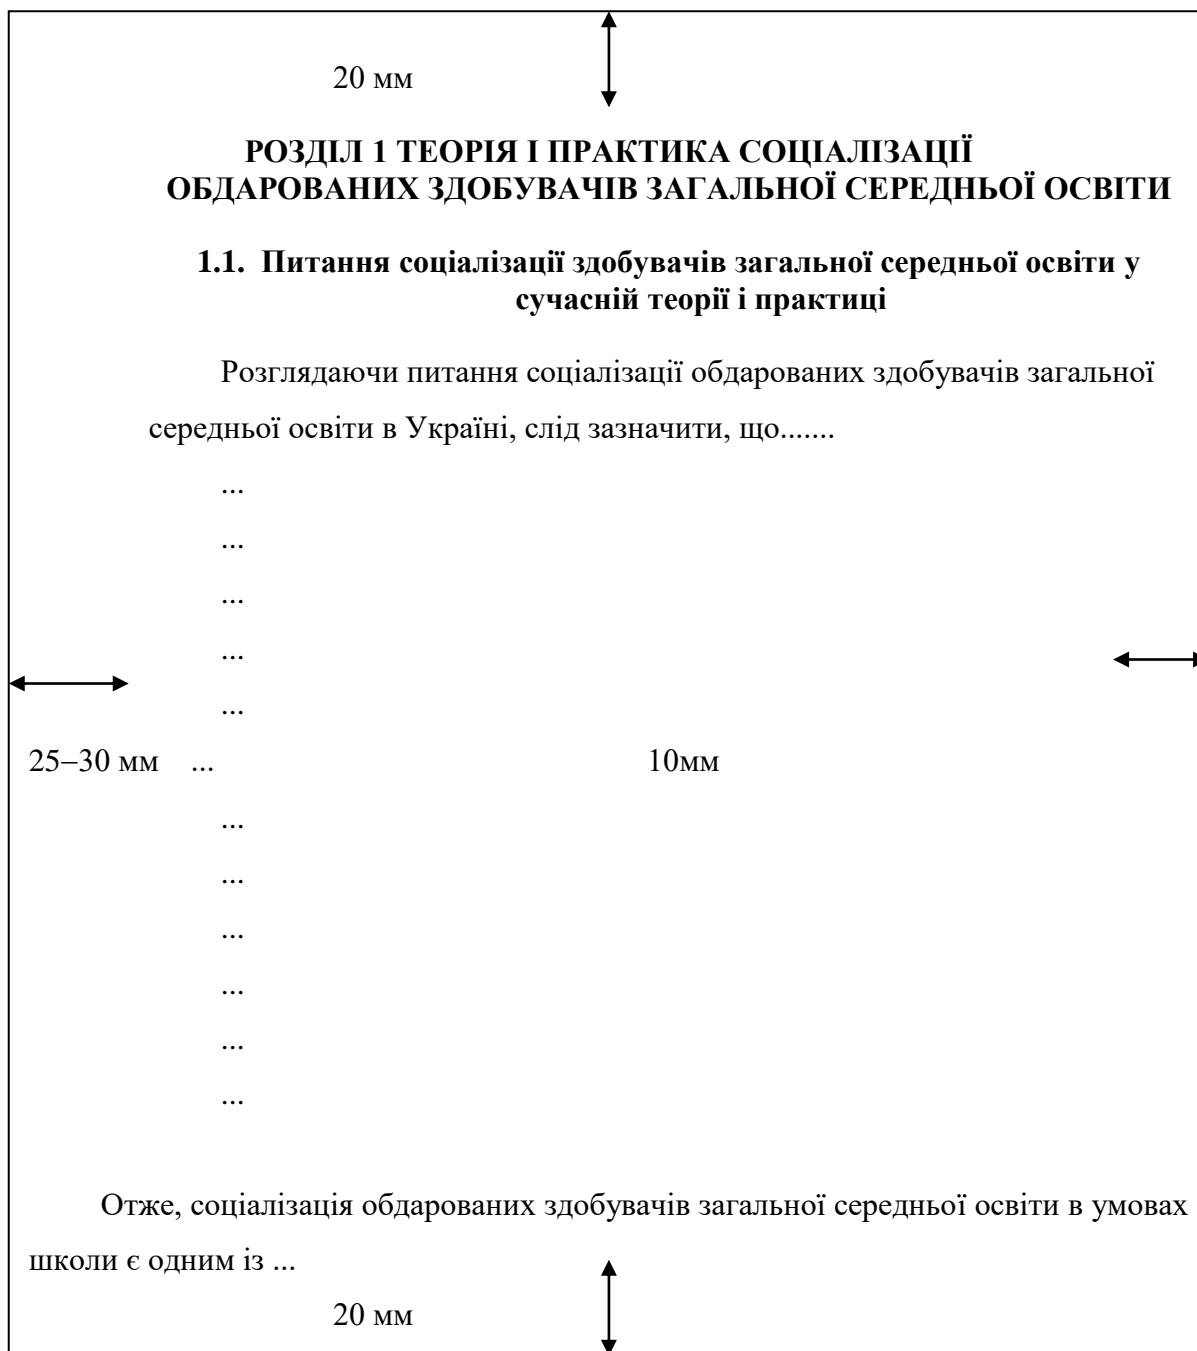 20 мм
РОЗДІЛ 1 ТЕОРІЯ І ПРАКТИКА СОЦІАЛІЗАЦІЇ
ОБДАРОВАНИХ ЗДОБУВАЧІВ ЗАГАЛЬНОЇ СЕРЕДНЬОЇ ОСВІТИ
1.1. Питання соціалізації здобувачів загальної середньої освіти у
сучасній теорії і практиці
Розглядаючи питання соціалізації обдарованих здобувачів загальної
середньої освіти в Україні, слід зазначити, що.......
...
...
...
...
...
25–30 мм ... 10мм
...
...
...
...
...
...
Отже, соціалізація обдарованих здобувачів загальної середньої освіти в умовах
школи є одним із ...
20 мм